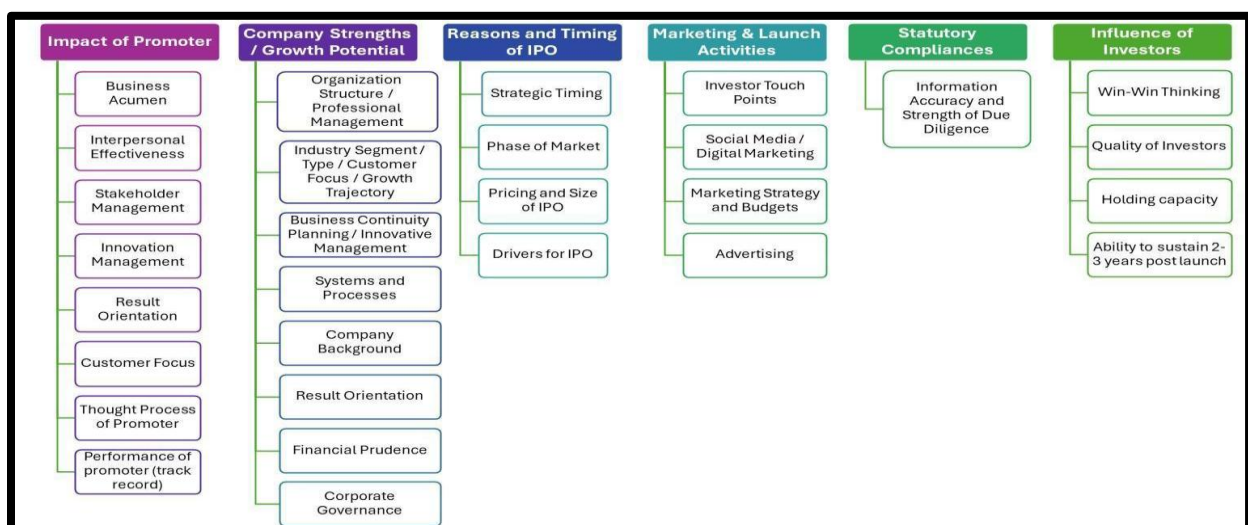 Impact of Promoter
Business
Acumen
Interpersonal
Effectiveness
Stakeholder
Management
Innovation
Management
Result
Orientation
Customer Focus
Thought Process
of Promoter
Performance of
promoter (track
record)
Company Strengths
/ Growth Potential
Organization
Structure /
Professional
Management
Industry Segment /
Type / Customer
Focus / Growth
Trajectory
Business Continuity
Planning / Innovative
Management
Systems and
Processes
Company
Background
Result Orientation
Financial Prudence
Corporate
Governance
Reasons and Timing
of IPO
Strategic Timing
Phase of Market
Pricing and Size
of IPO
Drivers for IPO
Marketing & Launch
Activities
Investor Touch
Points
Social Media /
Digital Marketing
Marketing Strategy
and Budgets
Advertising
Statutory
Compliances
Information
Accuracy and
Strength of Due
Diligence
Influence of
Investors
Win-Win Thinking
Quality of Investors
Holding capacity
Ability to sustain 2-
3 years post launch